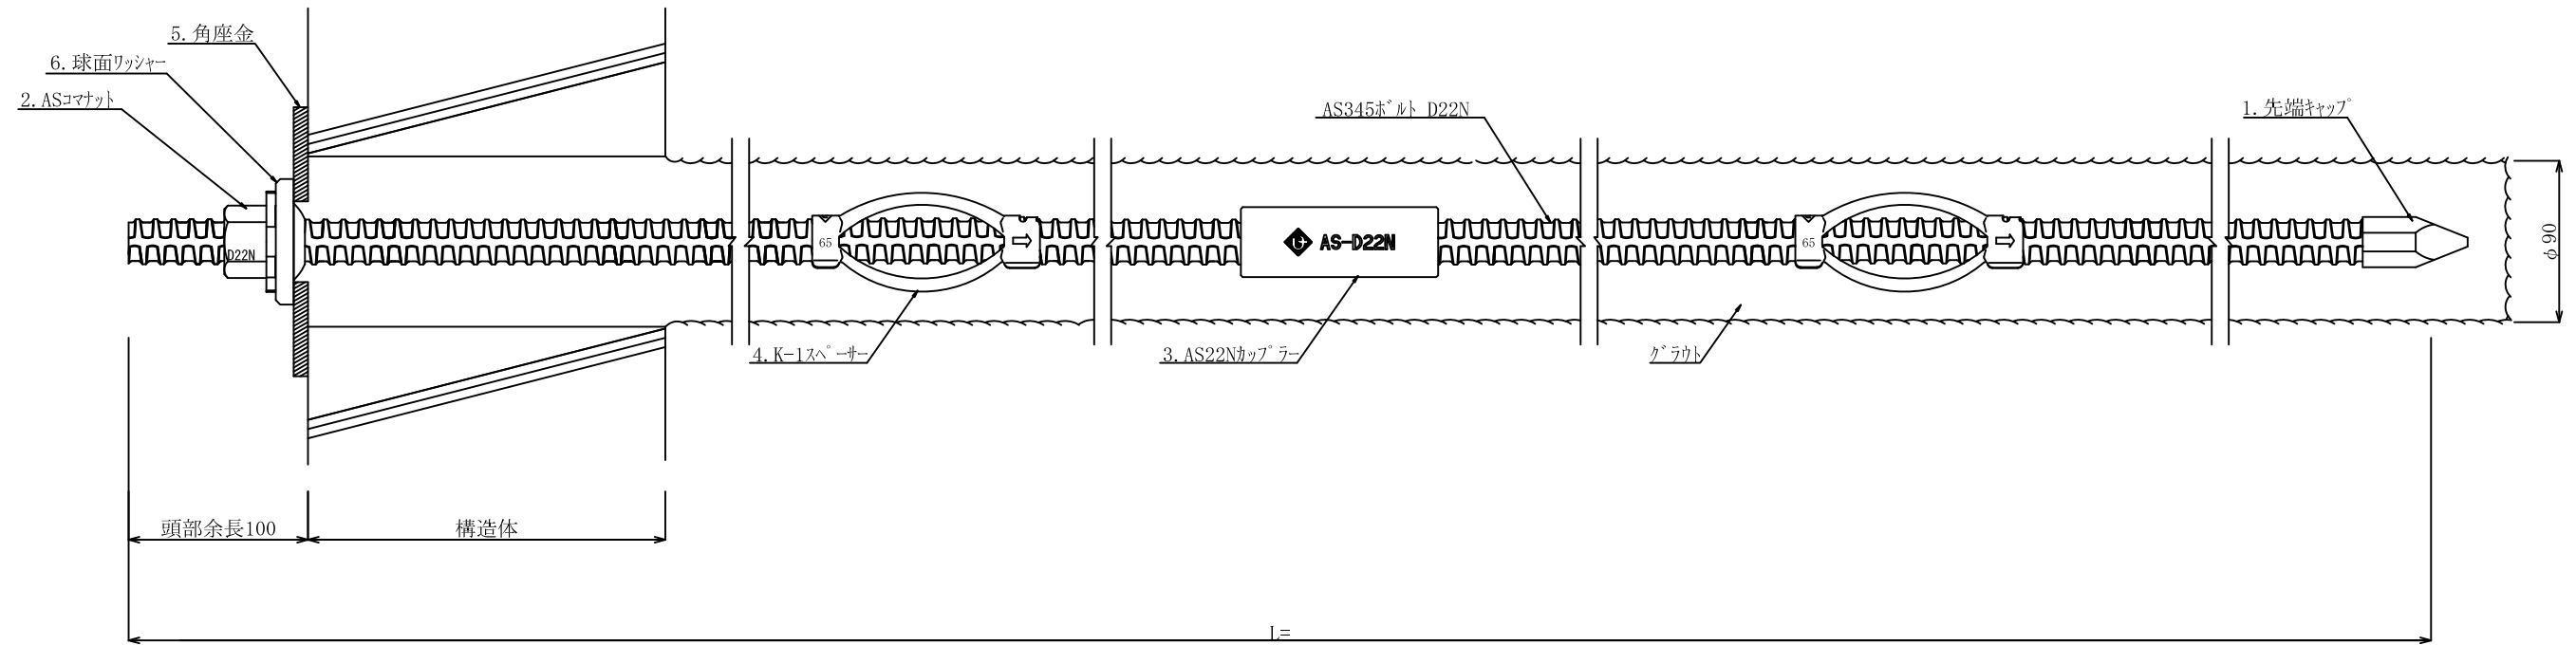 5. 角座金
6. 球面ワッシャー
2. ASコマナット
AS345ボルト D22N
1. 先端キャップ
D22N
65
AS-D22N
65
φ90
4. K-1スペーサー
3. AS22Nカップラー
グラウト
頭部余長100
構造体
L=